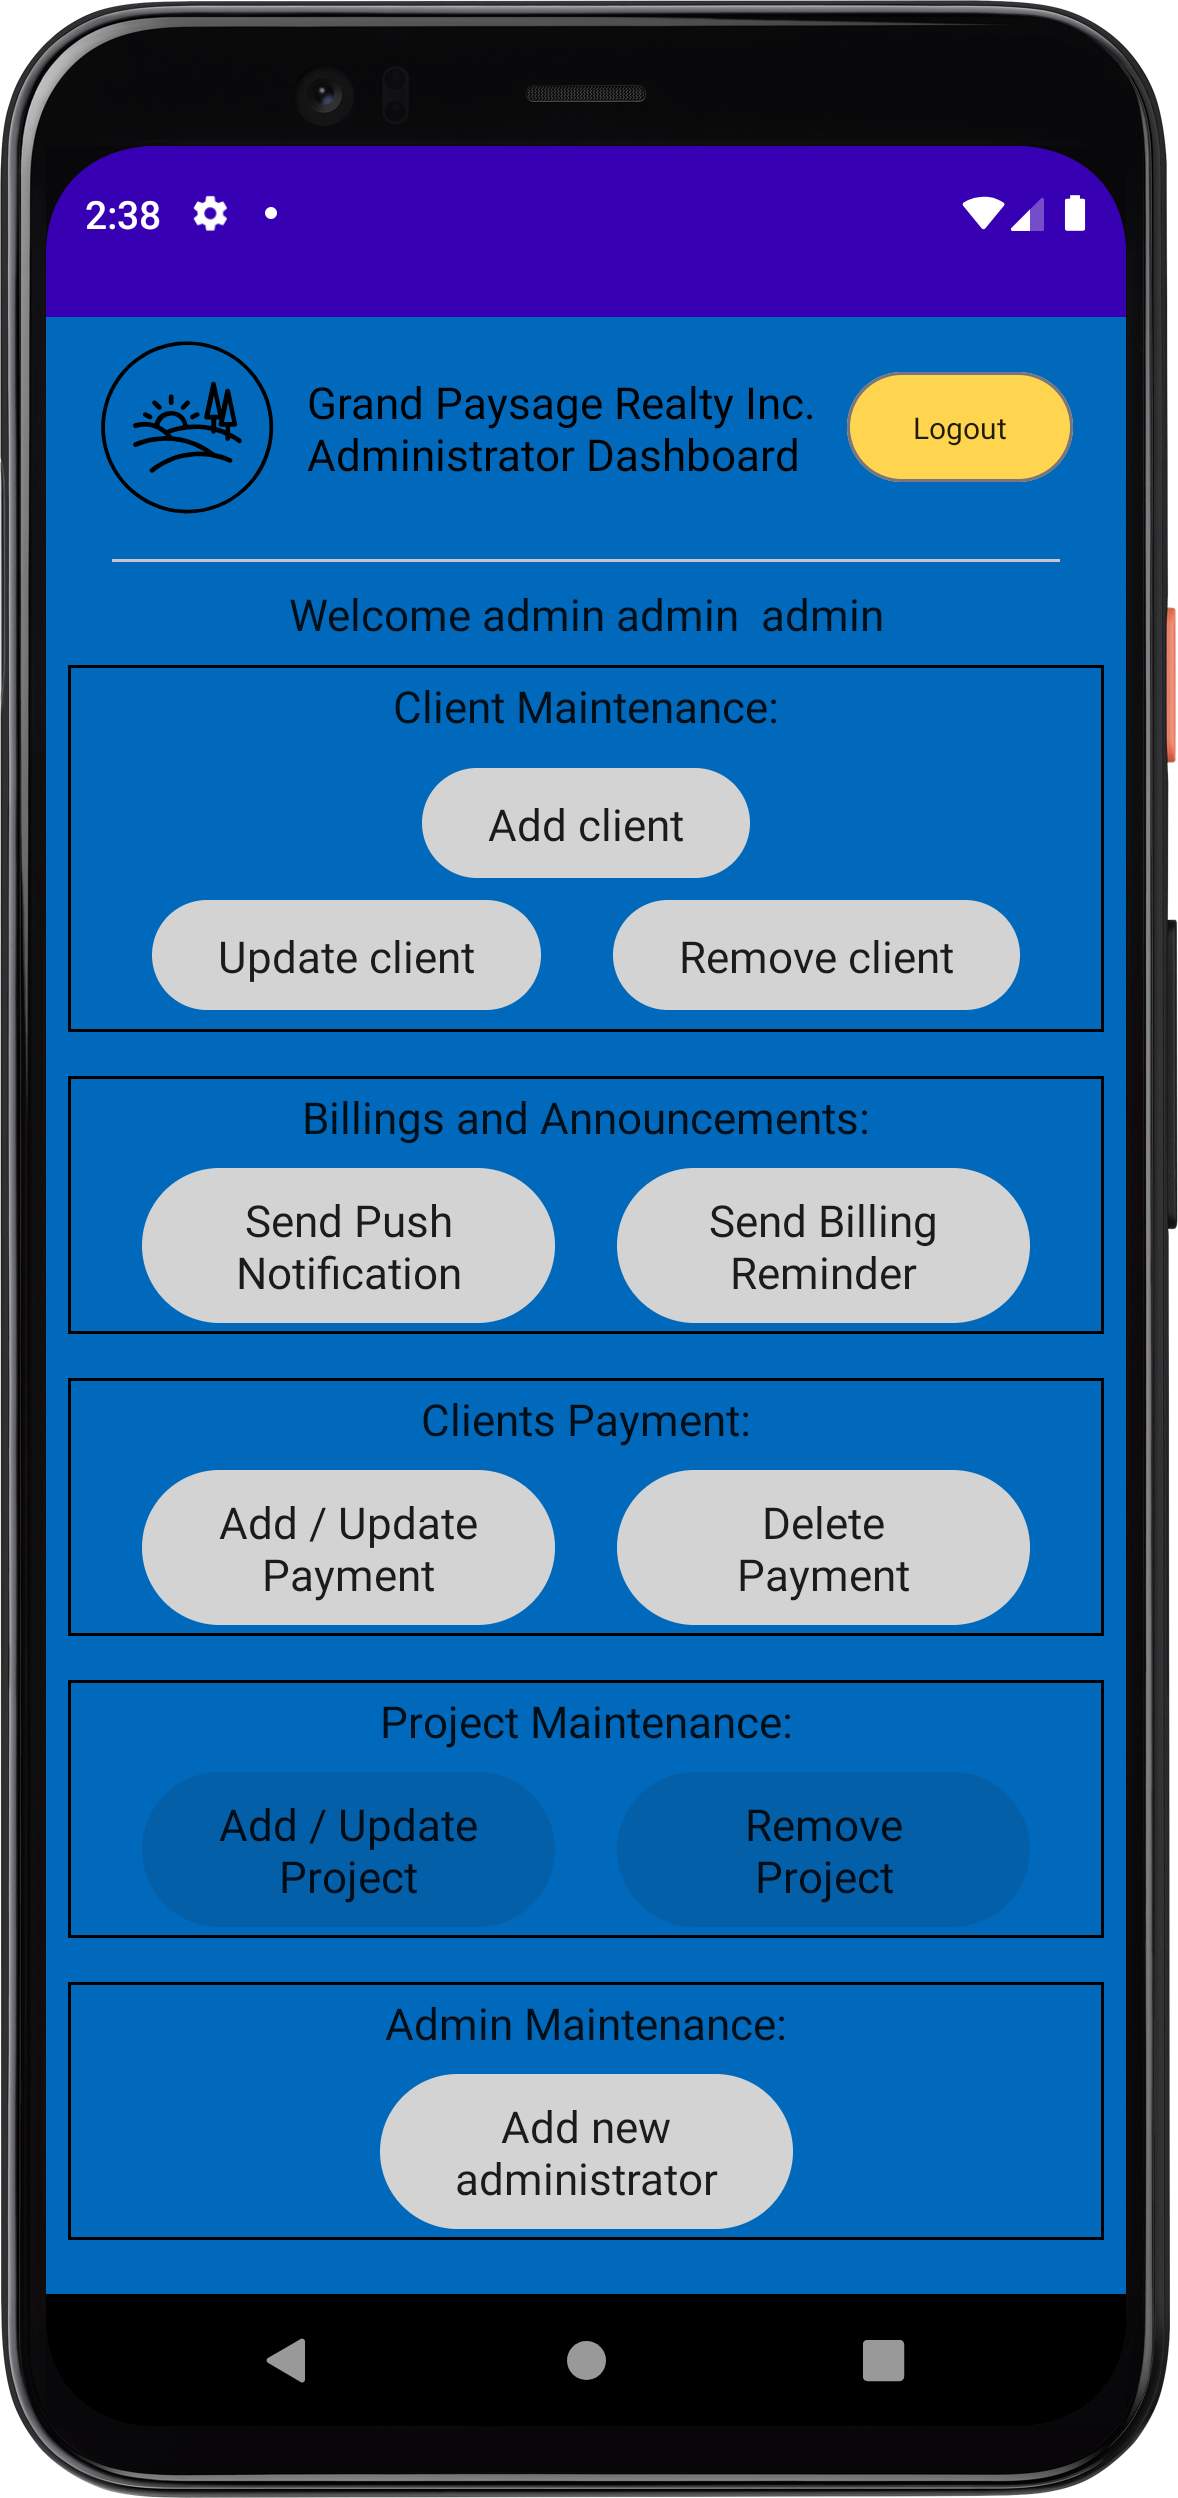 2:38
Grand Paysage Realty Inc.
Administrator Dashboard
Logout
Welcome admin admin  admin
Client Maintenance:
Add client
Update client
Remove client
Billings and Announcements:
Send Push
Notification
Send Billing
Reminder
Clients Payment:
Add / Update
Payment
Delete
Payment
Project Maintenance:
Add / Update
Project
Remove
Project
Admin Maintenance:
Add new
administrator